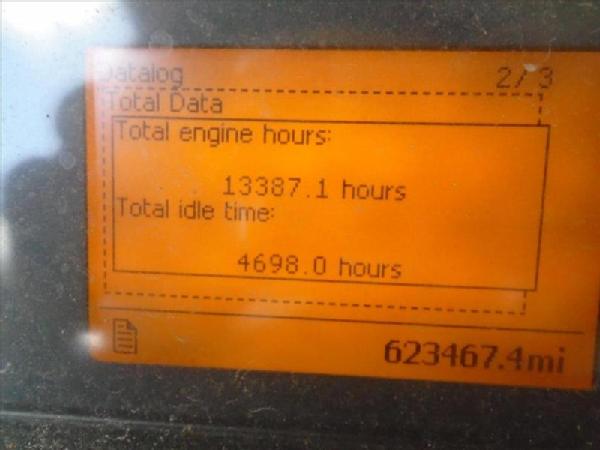 Datalog 2/3
Total Data
Total engine hours:
13387.1 hours
Total idle time:
4698.0 hours
623467.4mi